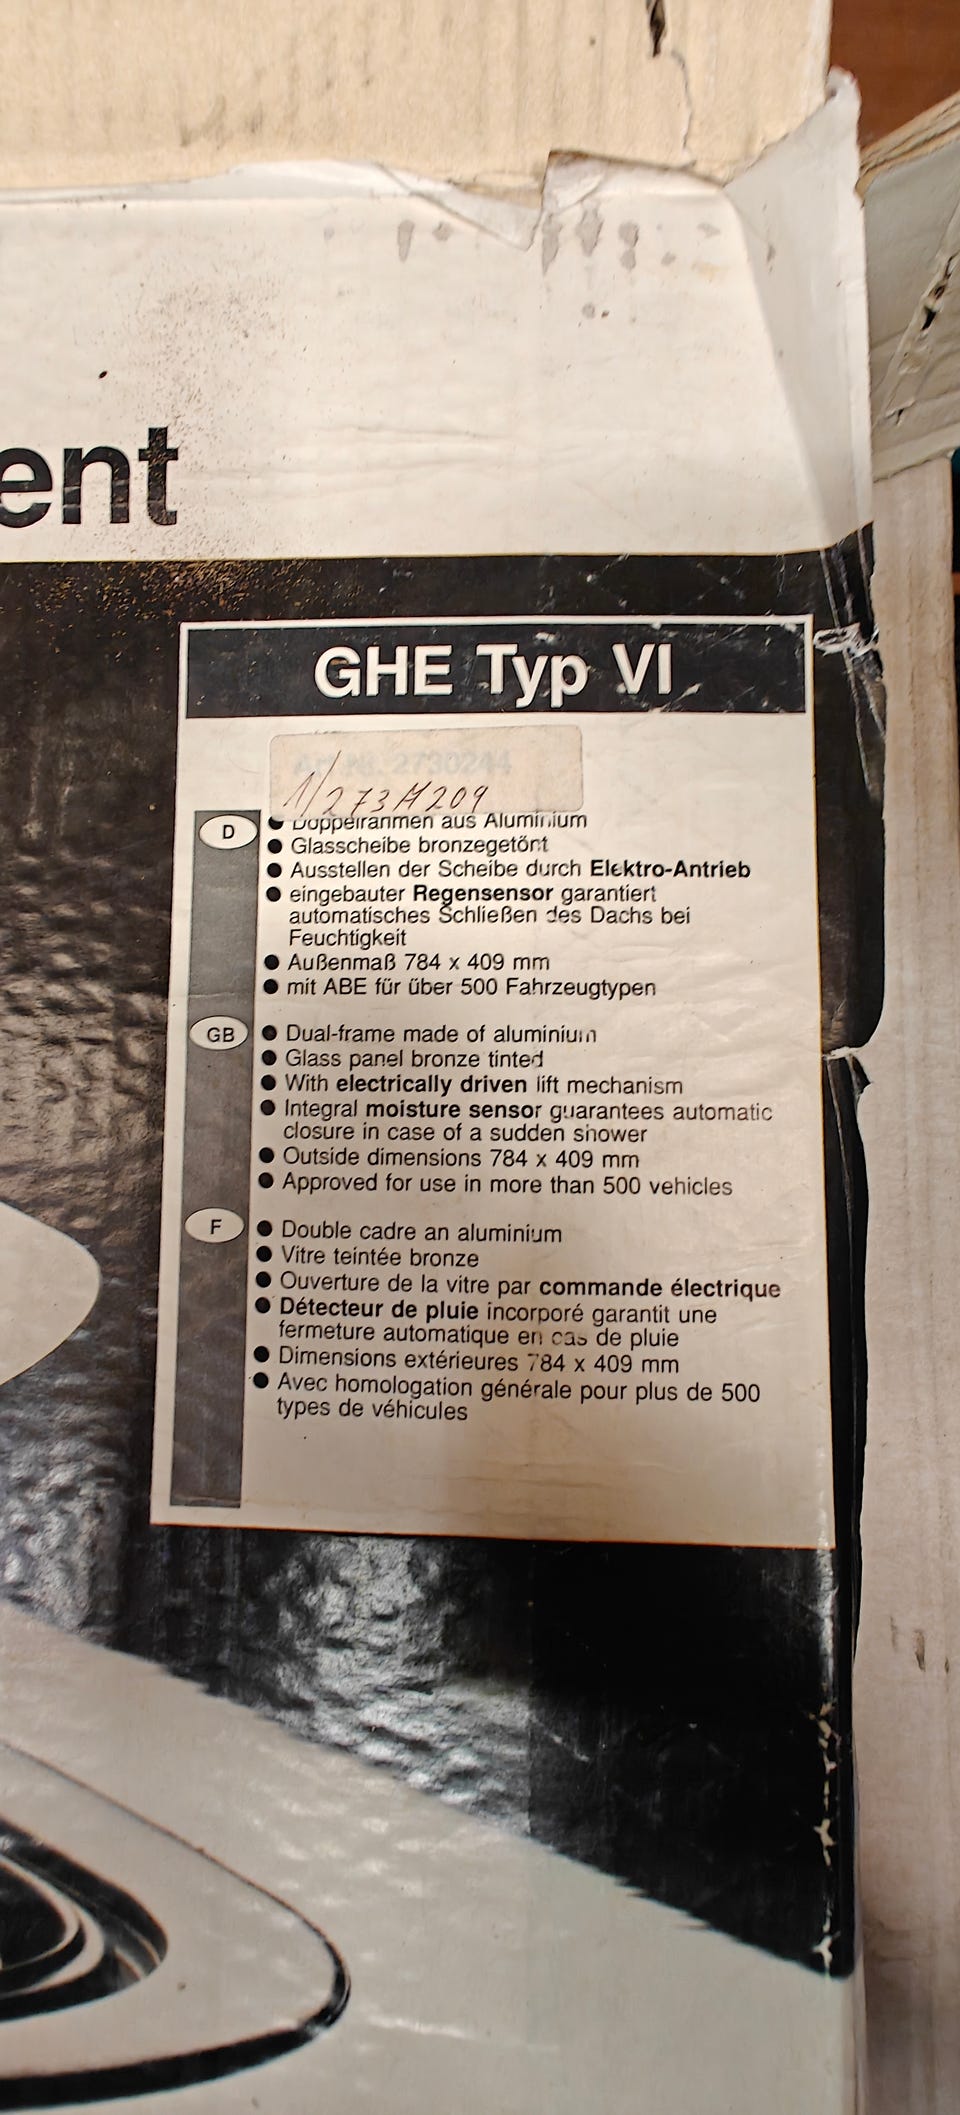 ent
GHE Typ VI
Art.-Nr. 2730244
1/273A209
D
● Doppelrahmen aus Aluminium
● Glasscheibe bronzegetönt
● Ausstellen der Scheibe durch Elektro-Antrieb
● eingebauter Regensensor garantiert
automatisches Schließen des Dachs bei
Feuchtigkeit
● Außenmaß 784 x 409 mm
● mit ABE für über 500 Fahrzeugtypen
GB
● Dual-frame made of aluminium
● Glass panel bronze tinted
● With electrically driven lift mechanism
● Integral moisture sensor guarantees automatic
closure in case of a sudden shower
● Outside dimensions 784 x 409 mm
● Approved for use in more than 500 vehicles
F
● Double cadre an aluminium
● Vitre teintée bronze
● Ouverture de la vitre par commande électrique
● Détecteur de pluie incorporé garantit une
fermeture automatique en cas de pluie
● Dimensions extérieures 784 x 409 mm
● Avec homologation générale pour plus de 500
types de véhicules